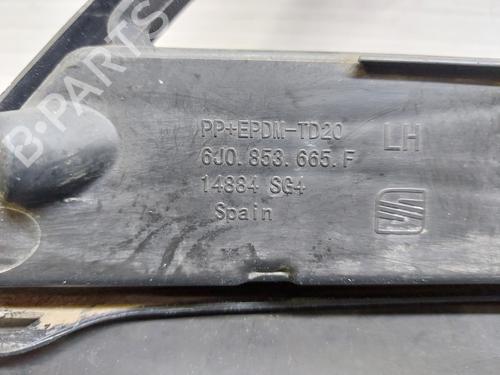 B-PARTS
PP+EPDM-TD20
LH
6J0.853.665.F
14884 SG4
Spain